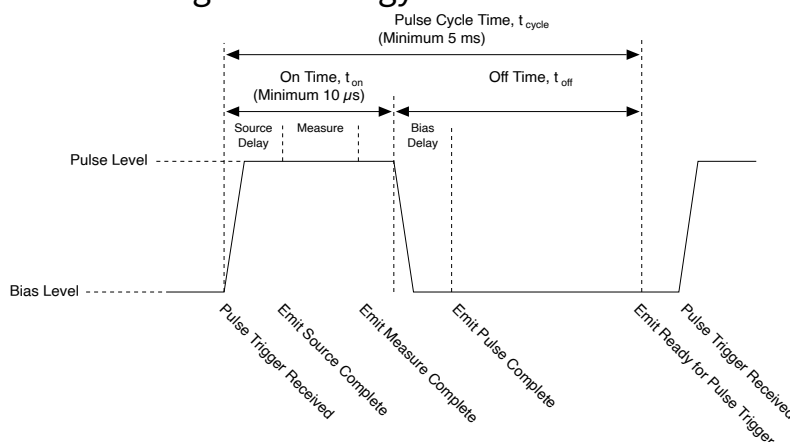 Pulse Cycle Time, t cycle
(Minimum 5 ms)
On Time, t on
(Minimum 10 µs)
Off Time, t off
Source
Delay
Measure
Bias
Delay
Pulse Level
Bias Level
Pulse Trigger Received
Emit Source Complete
Emit Measure Complete
Emit Pulse Complete
Emit Ready for Pulse Trigger
Pulse Trigger Received